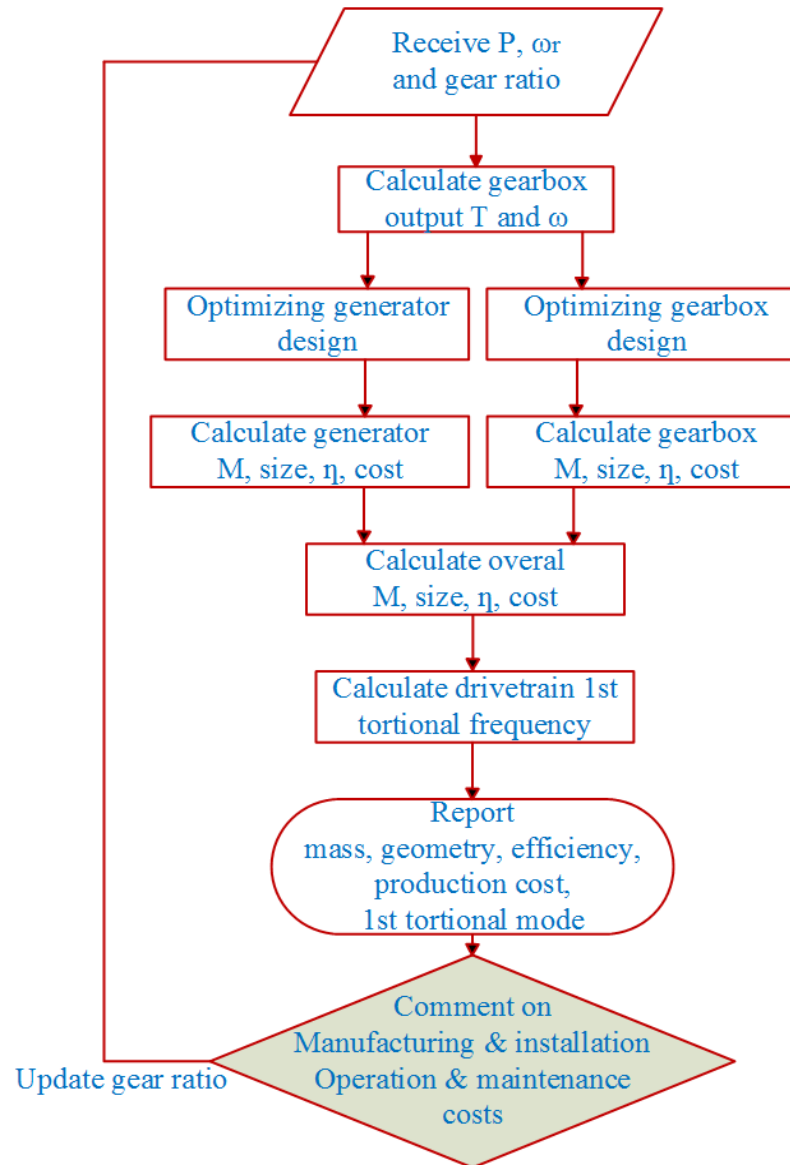 Receive P, ωr
and gear ratio
Calculate gearbox
output T and ω
Optimizing generator
design
Optimizing gearbox
design
Calculate generator
M, size, η, cost
Calculate gearbox
M, size, η, cost
Calculate overal
M, size, η, cost
Calculate drivetrain 1st
tortional frequency
Report
mass, geometry, efficiency,
production cost,
1st tortional mode
Comment on
Manufacturing & installation
Operation & maintenance
costs
Update gear ratio